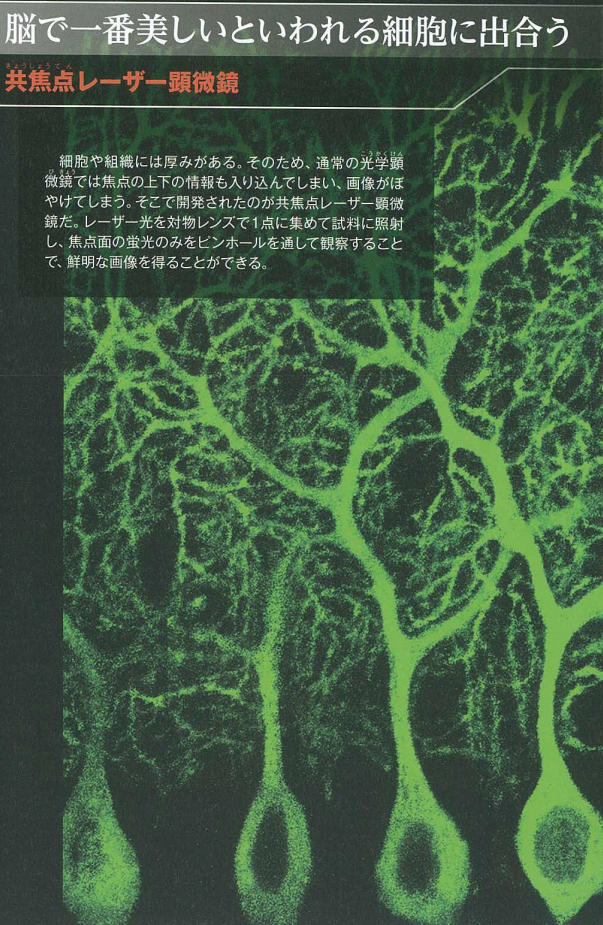 脳で一番美しいといわれる細胞に出合う
きょうしょうてん
共焦点レーザー顕微鏡
こうがくけん
細胞や組織には厚みがある。そのため、通常の光学顕
びきょう
微鏡では焦点の上下の情報も入り込んでしまい、画像がぼ
やけてしまう。そこで開発されたのが共焦点レーザー顕微
鏡だ。レーザー光を対物レンズで1点に集めて試料に照射
し、焦点面の蛍光のみをピンホールを通して観察すること
で、鮮明な画像を得ることができる。